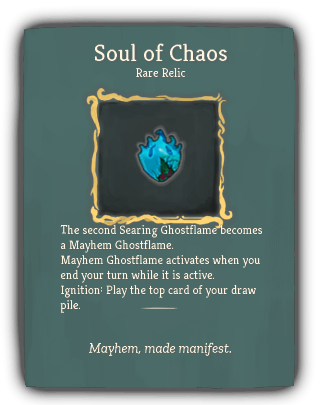 Soul of Chaos
Rare Relic
The second Searing Ghostflame becomes
a Mayhem Ghostflame.
Mayhem Ghostflame activates when you
end your turn while it is active.
Ignition: Play the top card of your draw
pile.
Mayhem, made manifest.